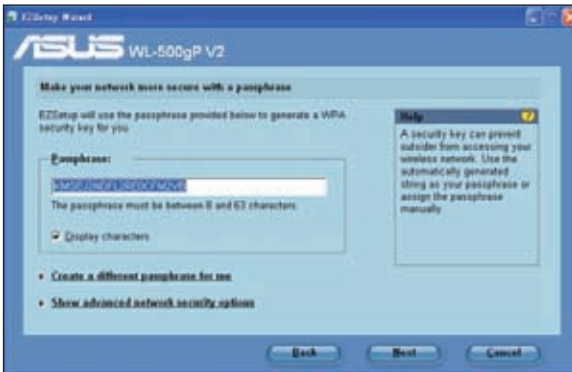 EZSetup Wizard
ASUS WL-500gP V2
Make your network more secure with a passphrase
EZSetup will use the passphrase provided below to generate a WPA
security key for you.
Passphrase:
The passphrase must be between 8 and 63 characters.
Display characters
Create a different passphrase for me
Show advanced network security options
Help
A security key can prevent
outsider from accessing your
wireless network. Use the
automatically generated
string as your passphrase or
assign the passphrase
manually.
Back Next Cancel